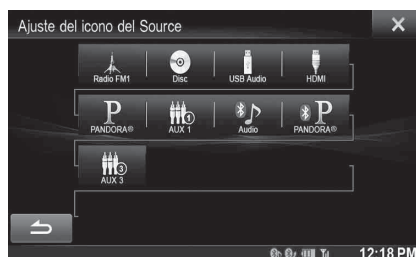 Ajuste del icono del Source
Radio FM1 Disc USB Audio HDMI
PANDORA® AUX 1 Audio PANDORA®
AUX 3
12:18 PM